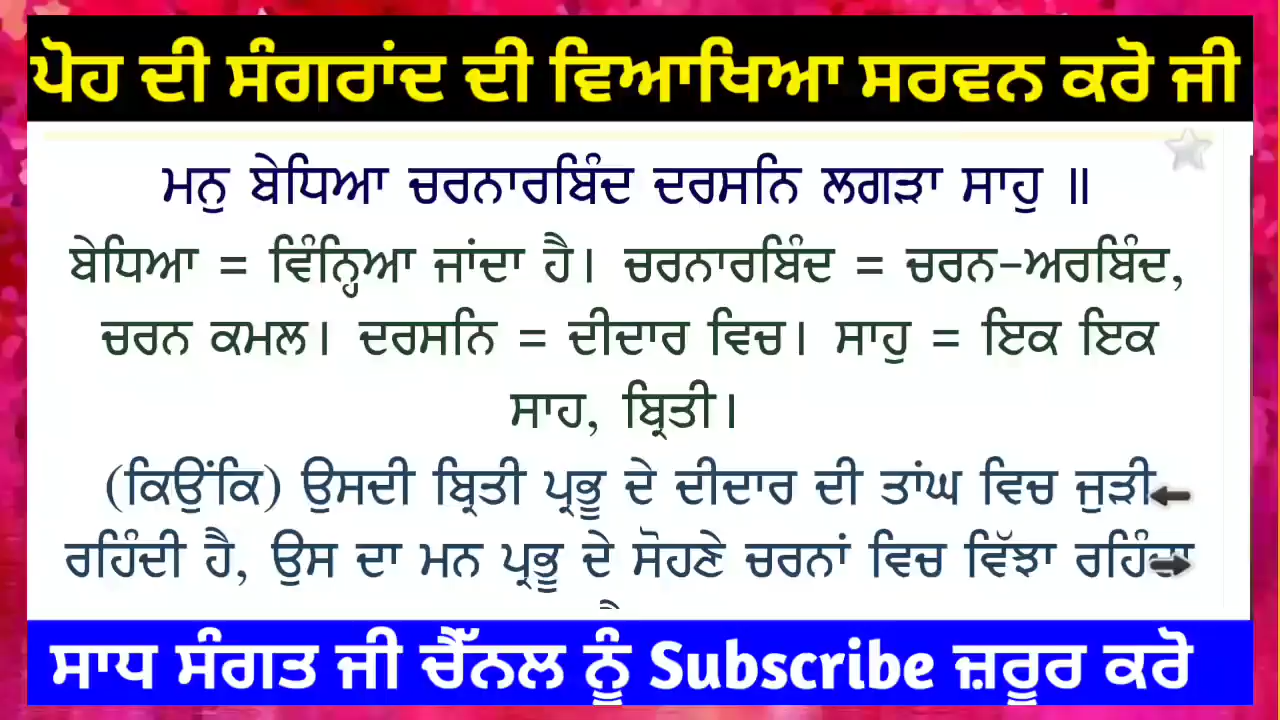 ਪੋਹ ਦੀ ਸੰਗਰਾਂਦ ਦੀ ਵਿਆਖਿਆ ਸਰਵਨ ਕਰੋ ਜੀ
ਮਨੁ ਬੇਧਿਆ ਚਰਨਾਰਬਿੰਦ ਦਰਸਨਿ ਲਗੜਾ ਸਾਹੁ ॥
ਬੇਧਿਆ = ਵਿੰਨ੍ਹਿਆ ਜਾਂਦਾ ਹੈ। ਚਰਨਾਰਬਿੰਦ = ਚਰਨ-ਅਰਬਿੰਦ,
ਚਰਨ ਕਮਲ। ਦਰਸਨਿ = ਦੀਦਾਰ ਵਿਚ। ਸਾਹੁ = ਇਕ ਇਕ
ਸਾਹ, ਬ੍ਰਿਤੀ।
(ਕਿਉਂਕਿ) ਉਸਦੀ ਬ੍ਰਿਤੀ ਪ੍ਰਭੂ ਦੇ ਦੀਦਾਰ ਦੀ ਤਾਂਘ ਵਿਚ ਜੁੜੀ
ਰਹਿੰਦੀ ਹੈ, ਉਸ ਦਾ ਮਨ ਪ੍ਰਭੂ ਦੇ ਸੋਹਣੇ ਚਰਨਾਂ ਵਿਚ ਵਿੱਝਾ ਰਹਿੰਦਾ
ਸਾਧ ਸੰਗਤ ਜੀ ਚੈੱਨਲ ਨੂੰ Subscribe ਜ਼ਰੂਰ ਕਰੋ